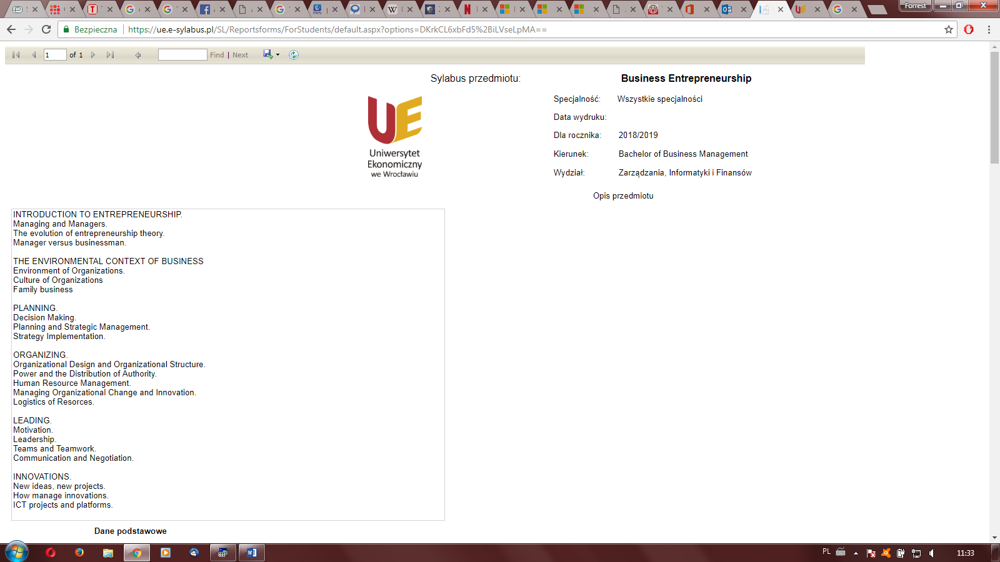 Forrest
Bezpieczna https://ue.e-sylabus.pl/SL/Reportsforms/ForStudents/default.aspx?options=DKrkCL6xbFd5%2BiLVseLpMA==
1 of 1 Find | Next
Sylabus przedmiotu: Business Entrepreneurship
UE
Uniwersytet
Ekonomiczny
we Wrocławiu
Specjalność: Wszystkie specjalności
Data wydruku:
Dla rocznika: 2018/2019
Kierunek: Bachelor of Business Management
Wydział: Zarządzania, Informatyki i Finansów
Opis przedmiotu
INTRODUCTION TO ENTREPRENEURSHIP.
Managing and Managers.
The evolution of entrepreneurship theory.
Manager versus businessman.
THE ENVIRONMENTAL CONTEXT OF BUSINESS
Environment of Organizations.
Culture of Organizations
Family business
PLANNING.
Decision Making.
Planning and Strategic Management.
Strategy Implementation.
ORGANIZING.
Organizational Design and Organizational Structure.
Power and the Distribution of Authority.
Human Resource Management.
Managing Organizational Change and Innovation.
Logistics of Resorces.
LEADING.
Motivation.
Leadership.
Teams and Teamwork.
Communication and Negotiation.
INNOVATIONS.
New ideas, new projects.
How manage innovations.
ICT projects and platforms.
Dane podstawowe
PL 11:33